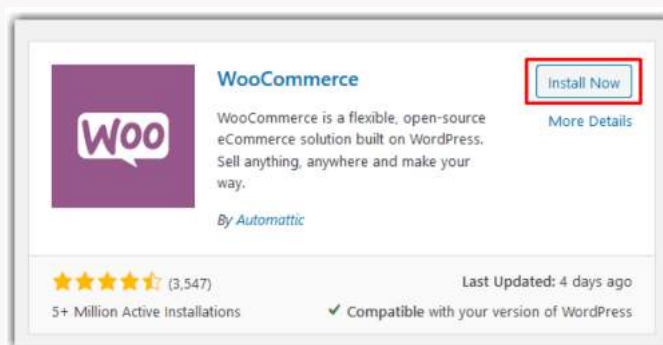 Woo
WooCommerce
Install Now
WooCommerce is a flexible, open-source
eCommerce solution built on WordPress.
Sell anything, anywhere and make your
way.
More Details
By Automattic
(3,547)
Last Updated: 4 days ago
5+ Million Active Installations
✔ Compatible with your version of WordPress